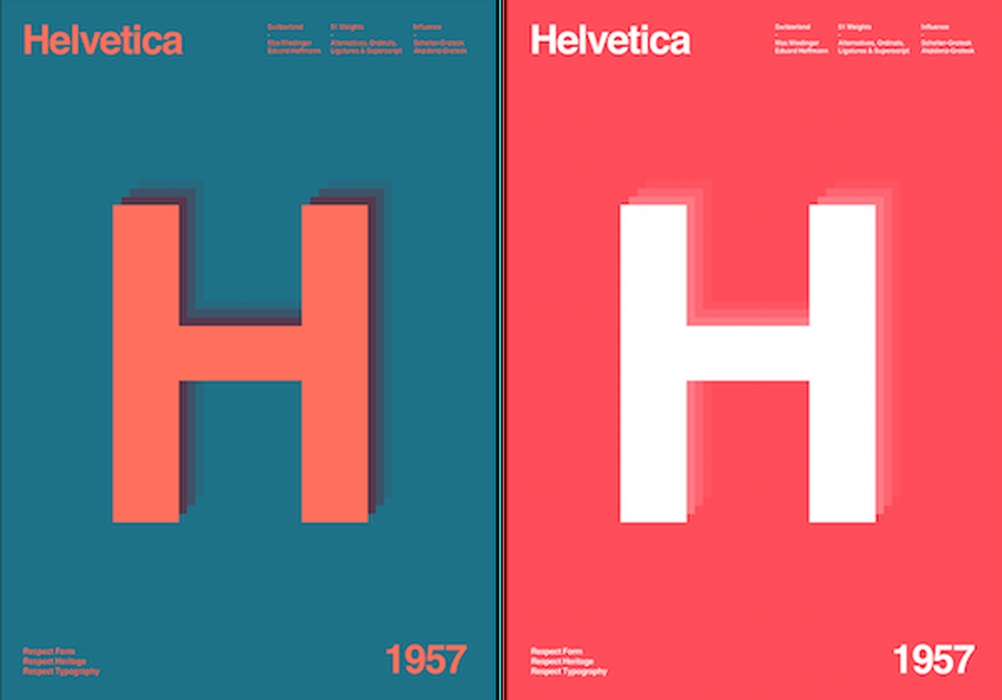 Helvetica
Switzerland
-
Max Miedinger
Eduard Hoffmann
51 Weights
-
Alternatives, Ordinals,
Ligatures & Superscript
Influence
-
Schelter-Grotesk
Akzidenz-Grotesk
H
Respect Form
Respect Heritage
Respect Typography
1957
Helvetica
Switzerland
-
Max Miedinger
Eduard Hoffmann
51 Weights
-
Alternatives, Ordinals,
Ligatures & Superscript
Influence
-
Schelter-Grotesk
Akzidenz-Grotesk
H
Respect Form
Respect Heritage
Respect Typography
1957